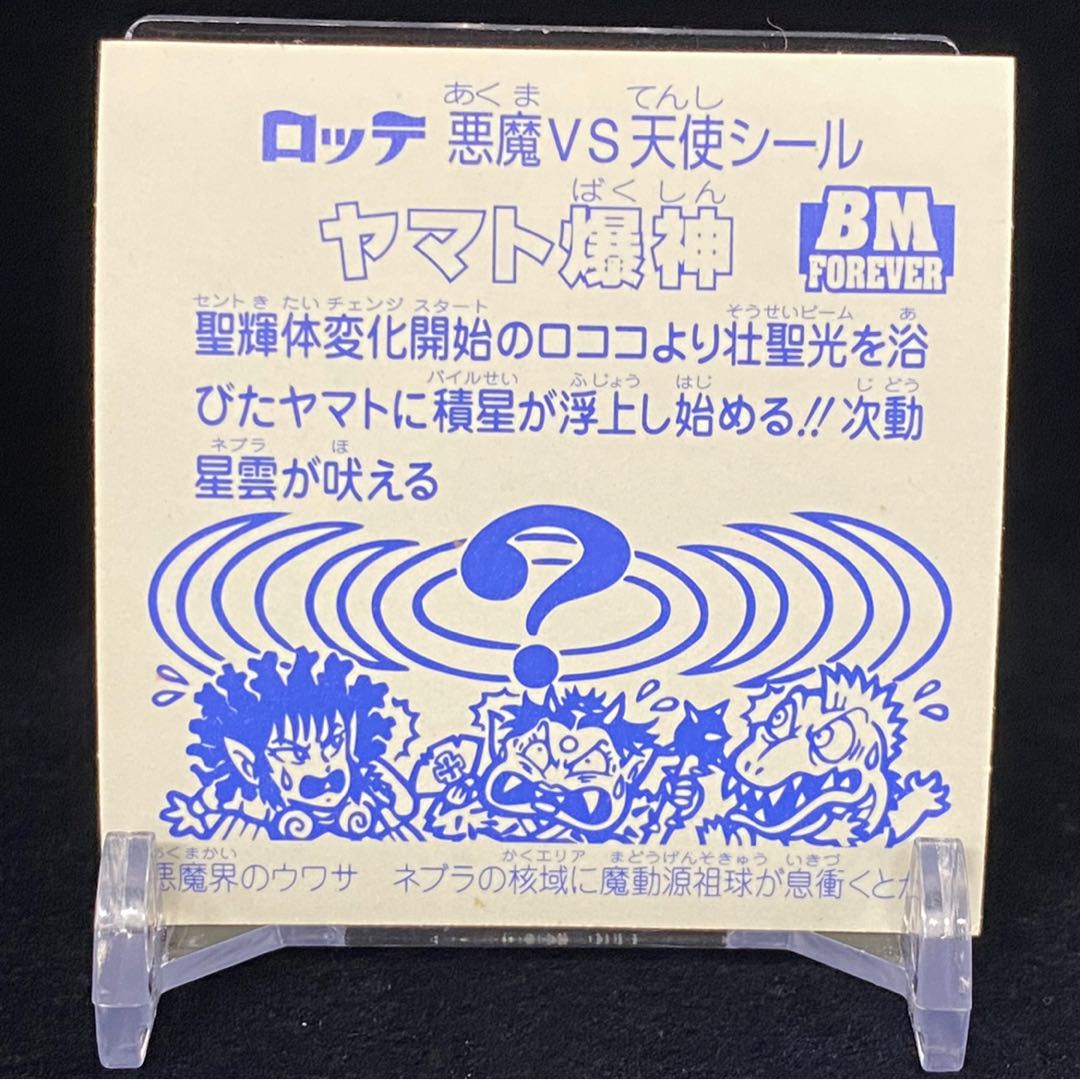 あくま てんし
ロッテ 悪魔VS天使シール
ばくしん
ヤマト爆神
BM
FOREVER
セントきたいチェンジスタート そうせいビーム あ
聖輝体変化開始のロココより壮聖光を浴
パイルせい ふじょう はじ じどう
びたヤマトに積星が浮上し始める!!次動
ネブラ ほ
星雲が吠える
?
くまかい かくエリア まどうげんそきゅう いきづ
悪魔界のウワサ ネブラの核域に魔動源祖球が息衝くとか